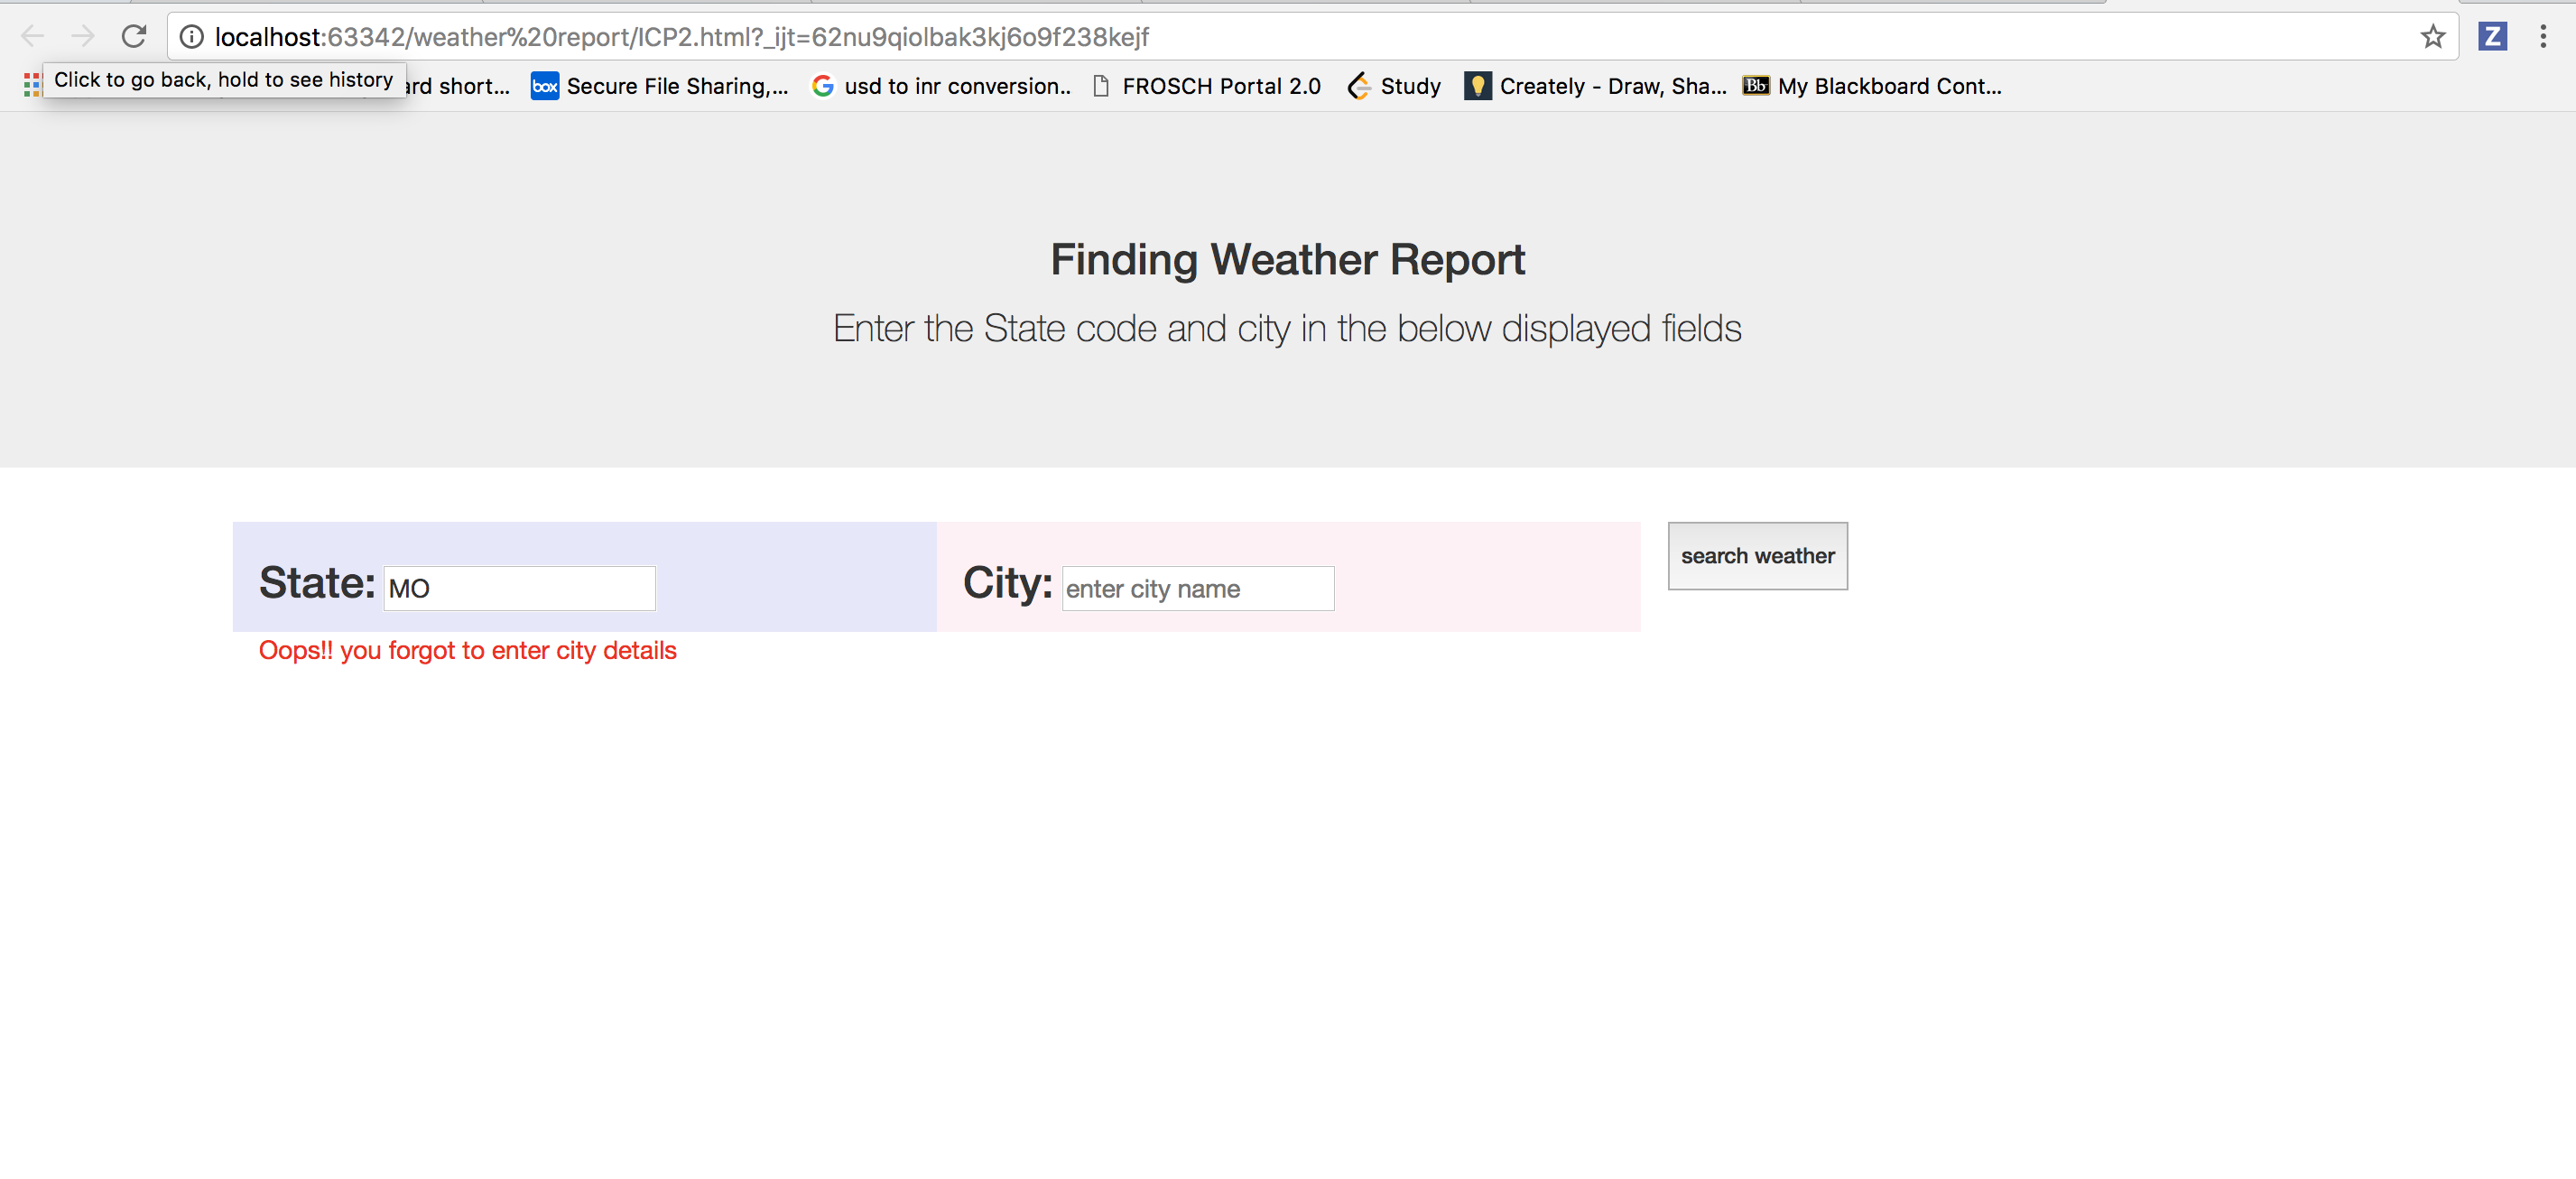 localhost:63342/weather%20report/ICP2.html?_ijt=62nu9qiolbak3kj6o9f238kejf
Z
Click to go back, hold to see history
rd short... box Secure File Sharing,... usd to inr conversion.. FROSCH Portal 2.0 Study Creately - Draw, Sha... Bb My Blackboard Cont...
Finding Weather Report
Enter the State code and city in the below displayed fields
State: MO City: enter city name search weather
Oops!! you forgot to enter city details